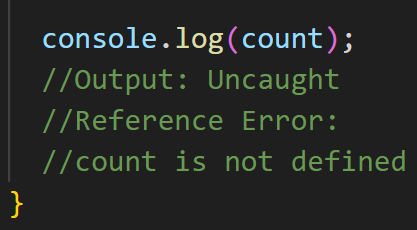 console.log(count);
//Output: Uncaught
//Reference Error:
//count is not defined
}